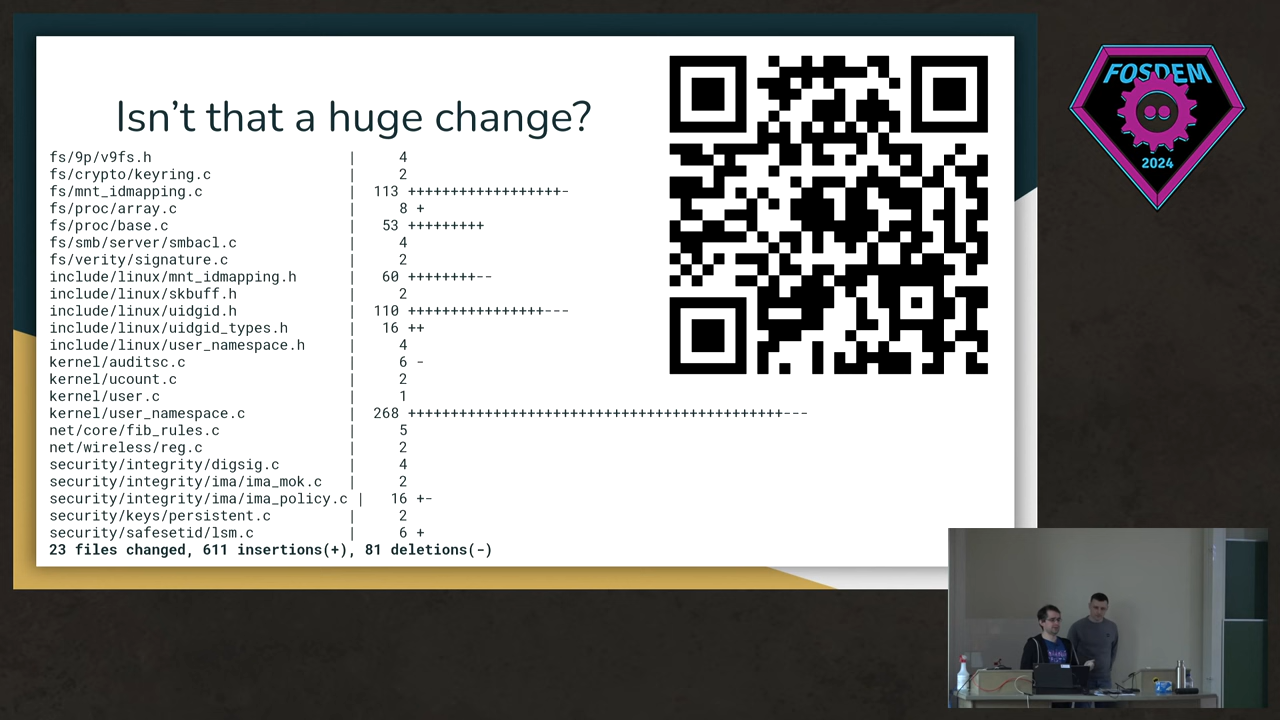 Isn't that a huge change?
fs/9p/v9fs.h | 4
fs/crypto/keyring.c | 2
fs/mnt_idmapping.c | 113 ++++++++++++++++++-
fs/proc/array.c | 8 +
fs/proc/base.c | 53 +++++++++
fs/smb/server/smbacl.c | 4
fs/verity/signature.c | 2
include/linux/mnt_idmapping.h | 60 ++++++++--
include/linux/skbuff.h | 2
include/linux/uidgid.h | 110 ++++++++++++++++---
include/linux/uidgid_types.h | 16 ++
include/linux/user_namespace.h | 4
kernel/auditsc.c | 6 -
kernel/ucount.c | 2
kernel/user.c | 1
kernel/user_namespace.c | 268 ++++++++++++++++++++++++++++++++++++++++++++---
net/core/fib_rules.c | 5
net/wireless/reg.c | 2
security/integrity/digsig.c | 4
security/integrity/ima/ima_mok.c | 2
security/integrity/ima/ima_policy.c | 16 +-
security/keys/persistent.c | 2
security/safesetid/lsm.c | 6 +
23 files changed, 611 insertions(+), 81 deletions(-)
FOSDEM
2024